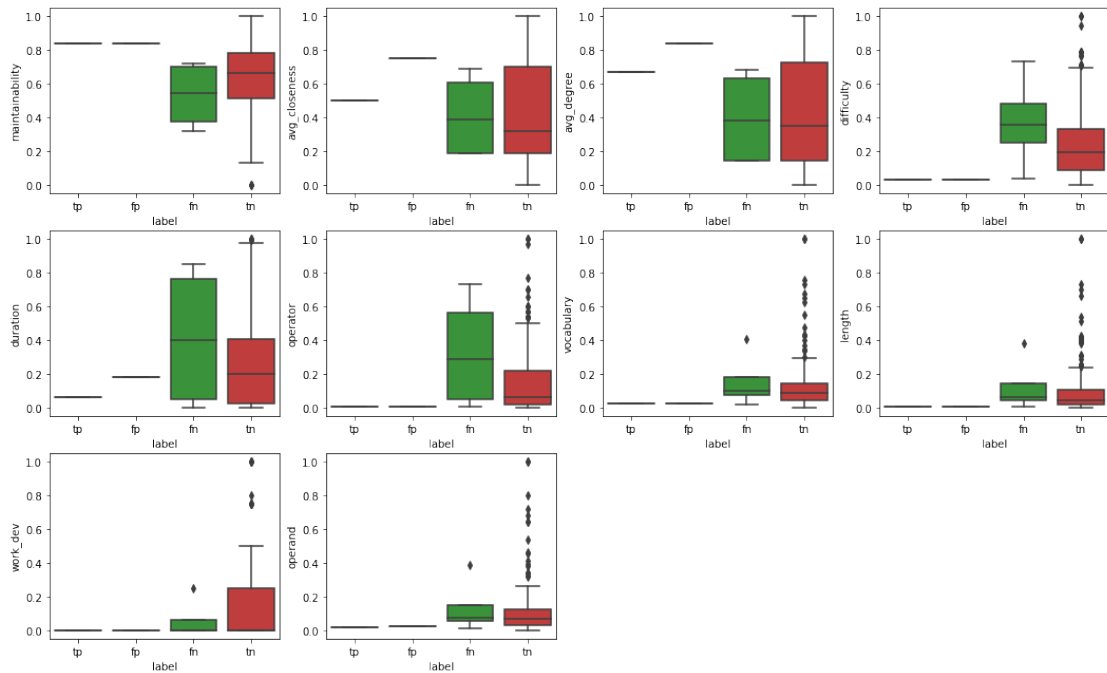 maintainability
1.0
0.8
0.6
0.4
0.2
0.0
tp fp fn tn
label
avg_closeness
1.0
0.8
0.6
0.4
0.2
0.0
tp fp fn tn
label
avg_degree
1.0
0.8
0.6
0.4
0.2
0.0
tp fp fn tn
label
difficulty
1.0
0.8
0.6
0.4
0.2
0.0
tp fp fn tn
label
duration
1.0
0.8
0.6
0.4
0.2
0.0
tp fp fn tn
label
operator
1.0
0.8
0.6
0.4
0.2
0.0
tp fp fn tn
label
vocabulary
1.0
0.8
0.6
0.4
0.2
0.0
tp fp fn tn
label
length
1.0
0.8
0.6
0.4
0.2
0.0
tp fp fn tn
label
work_dev
1.0
0.8
0.6
0.4
0.2
0.0
tp fp fn tn
label
operand
1.0
0.8
0.6
0.4
0.2
0.0
tp fp fn tn
label